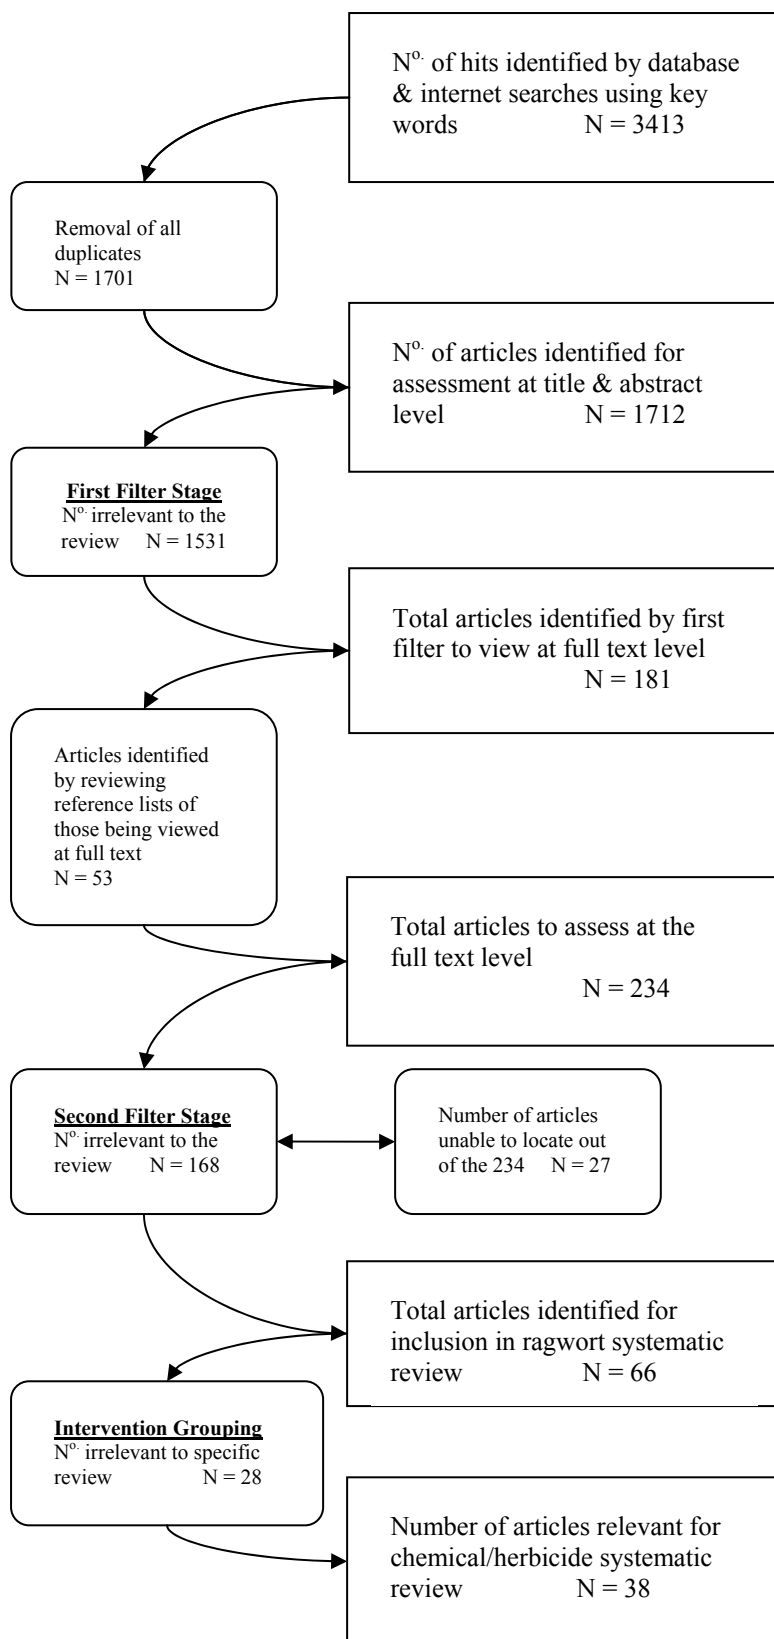 Nº. of hits identified by database
& internet searches using key
words N = 3413
Removal of all
duplicates
N = 1701
Nº. of articles identified for
assessment at title & abstract
level N = 1712
First Filter Stage
Nº. irrelevant to the
review N = 1531
Total articles identified by first
filter to view at full text level
N = 181
Articles identified
by reviewing
reference lists of
those being viewed
at full text
N = 53
Total articles to assess at the
full text level
N = 234
Second Filter Stage
Nº. irrelevant to the
review N = 168
Number of articles
unable to locate out
of the 234 N = 27
Total articles identified for
inclusion in ragwort systematic
review N = 66
Intervention Grouping
Nº. irrelevant to specific
review N = 28
Number of articles relevant for
chemical/herbicide systematic
review N = 38